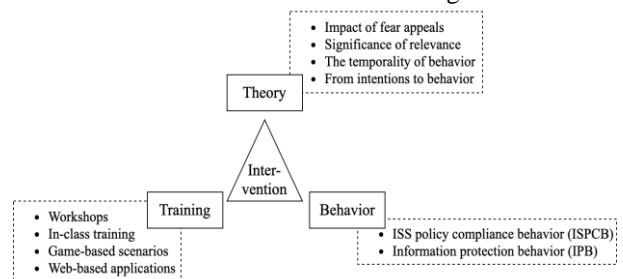 • Impact of fear appeals
• Significance of relevance
• The temporality of behavior
• From intentions to behavior
Theory
Inter-
vention
Training
Behavior
• Workshops
• In-class training
• Game-based scenarios
• Web-based applications
• ISS policy compliance behavior (ISPCB)
• Information protection behavior (IPB)